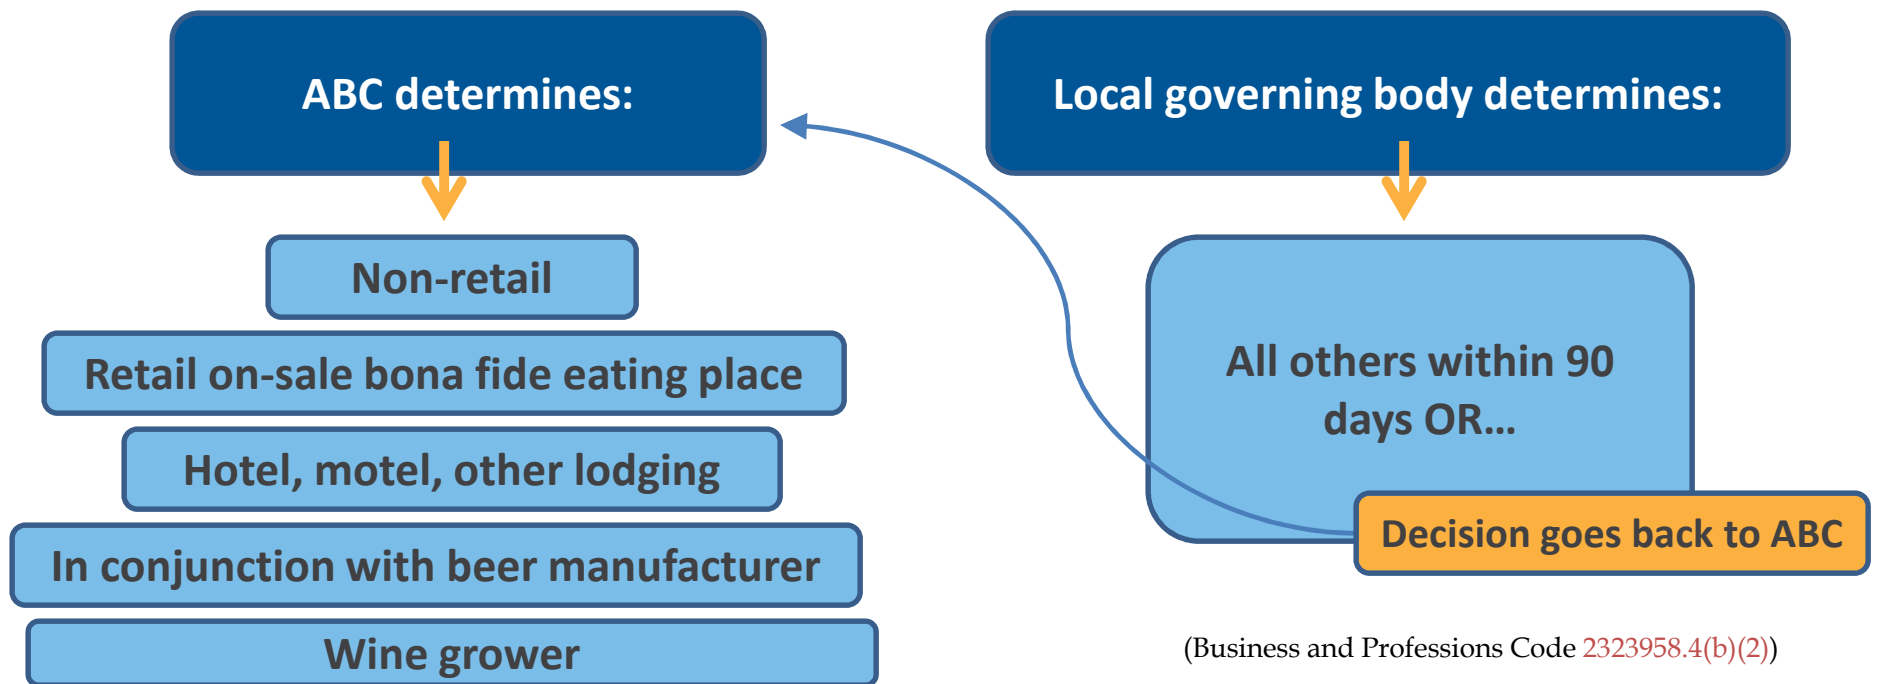 ABC determines:
Non-retail
Retail on-sale bona fide eating place
Hotel, motel, other lodging
In conjunction with beer manufacturer
Wine grower
Local governing body determines:
All others within 90
days OR...
Decision goes back to ABC
(Business and Professions Code 2323958.4(b)(2))